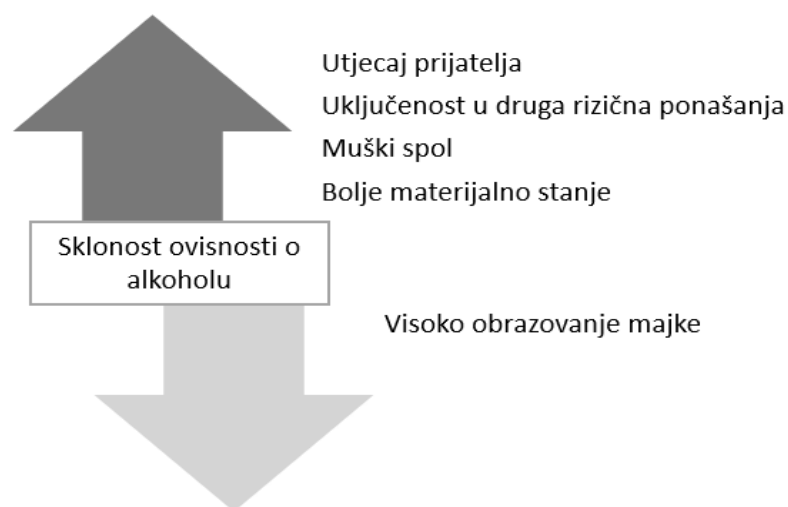 Utjecaj prijatelja
Uključenost u druga rizična ponašanja
Muški spol
Bolje materijalno stanje
Sklonost ovisnosti o
alkoholu
Visoko obrazovanje majke